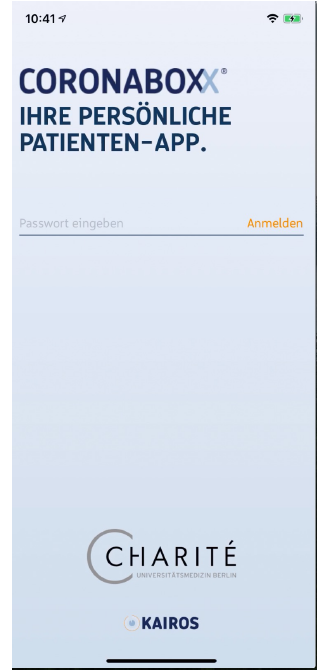 10:41
CORONABOXX®
IHRE PERSÖNLICHE
PATIENTEN-APP.
Passwort eingeben Anmelden
CHARITÉ
UNIVERSITÄTSMEDIZIN BERLIN
KAIROS